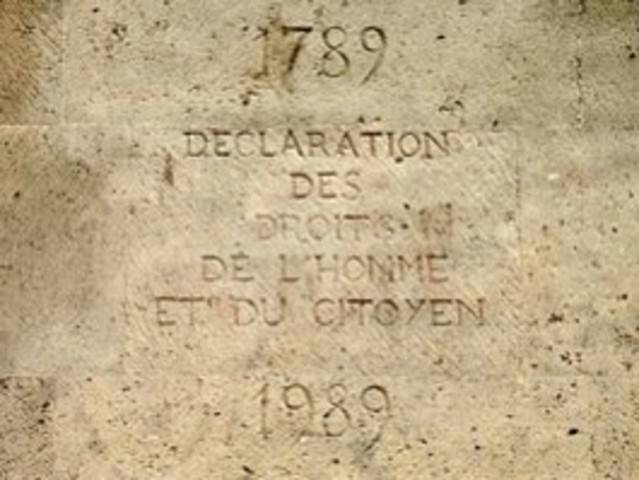 1789
DECLARATION
DES
DROITS
DE L'HOMME
ET DU CITOYEN
1989